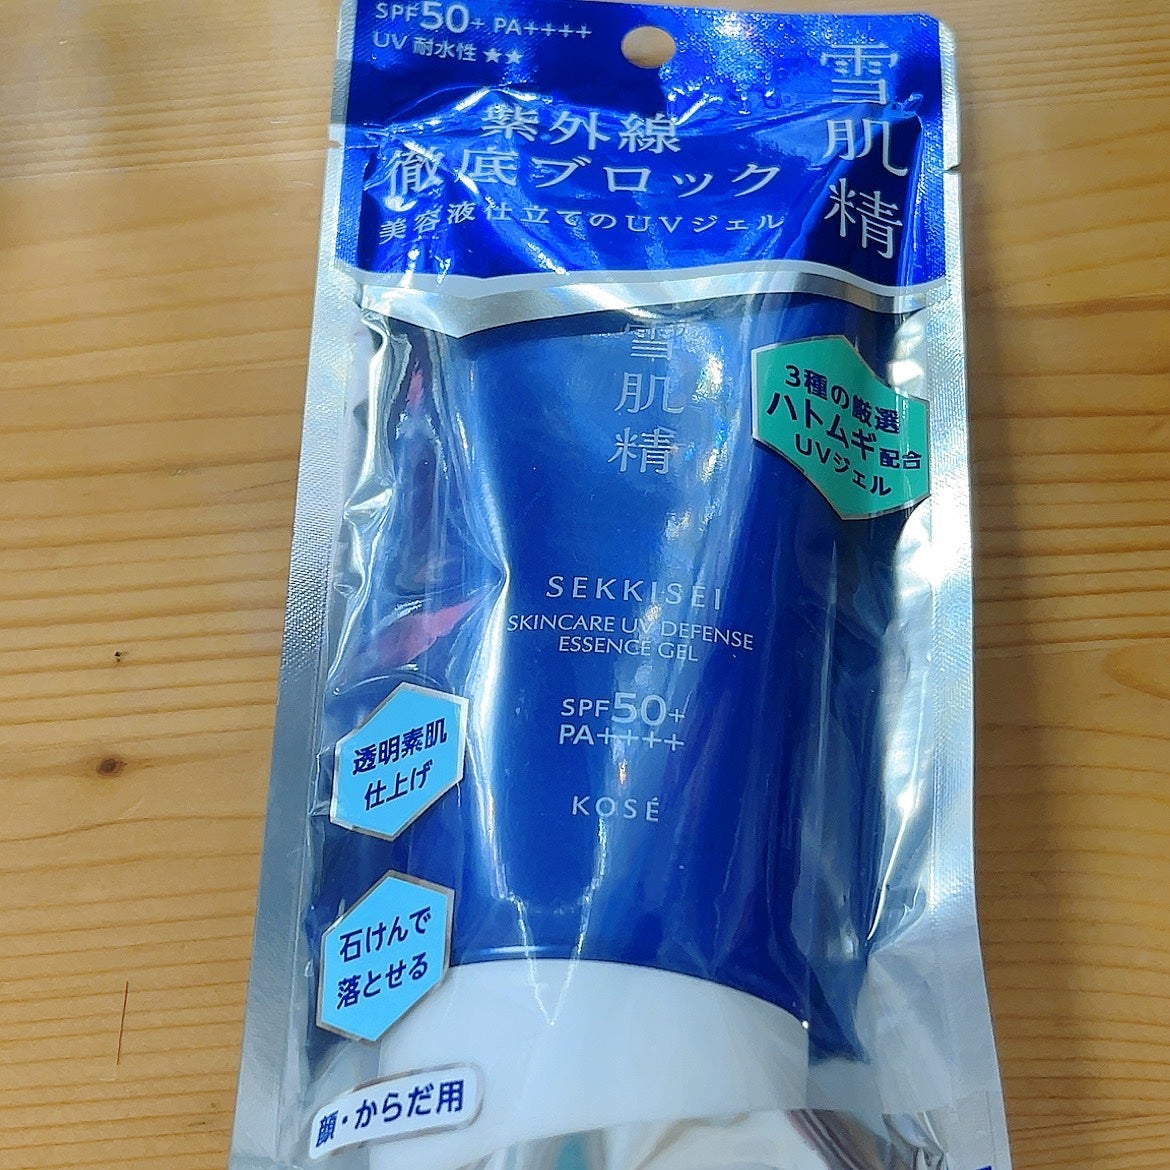 SPF50+ PA++++
UV 耐水性 ★★
雪肌精
紫外線
徹底ブロック
美容液仕立てのUVジェル
雪肌精
3種の厳選
ハトムギ配合
UVジェル
SEKKISEI
SKINCARE UV DEFENSE
ESSENCE GEL
SPF50+
PA++++
KOSÉ
透明素肌
仕上げ
石けんで
落とせる
顔・からだ用